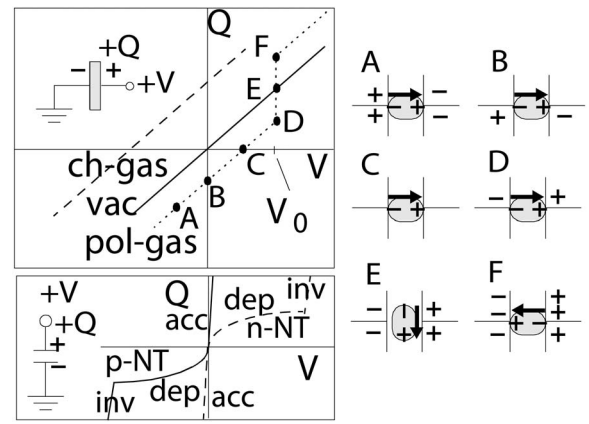 Q
+Q
− +
+V
F
E
D
C
B
A
V
V₀
ch-gas
vac
pol-gas
+V
+Q
+
−
Q
acc
dep
inv
n-NT
V
p-NT
inv
dep
acc
A
+ −
− +
+ −
B
− +
+ −
C
− +
D
− +
− +
E
− +
−
− + +
F
− +
− +
+ −
− +